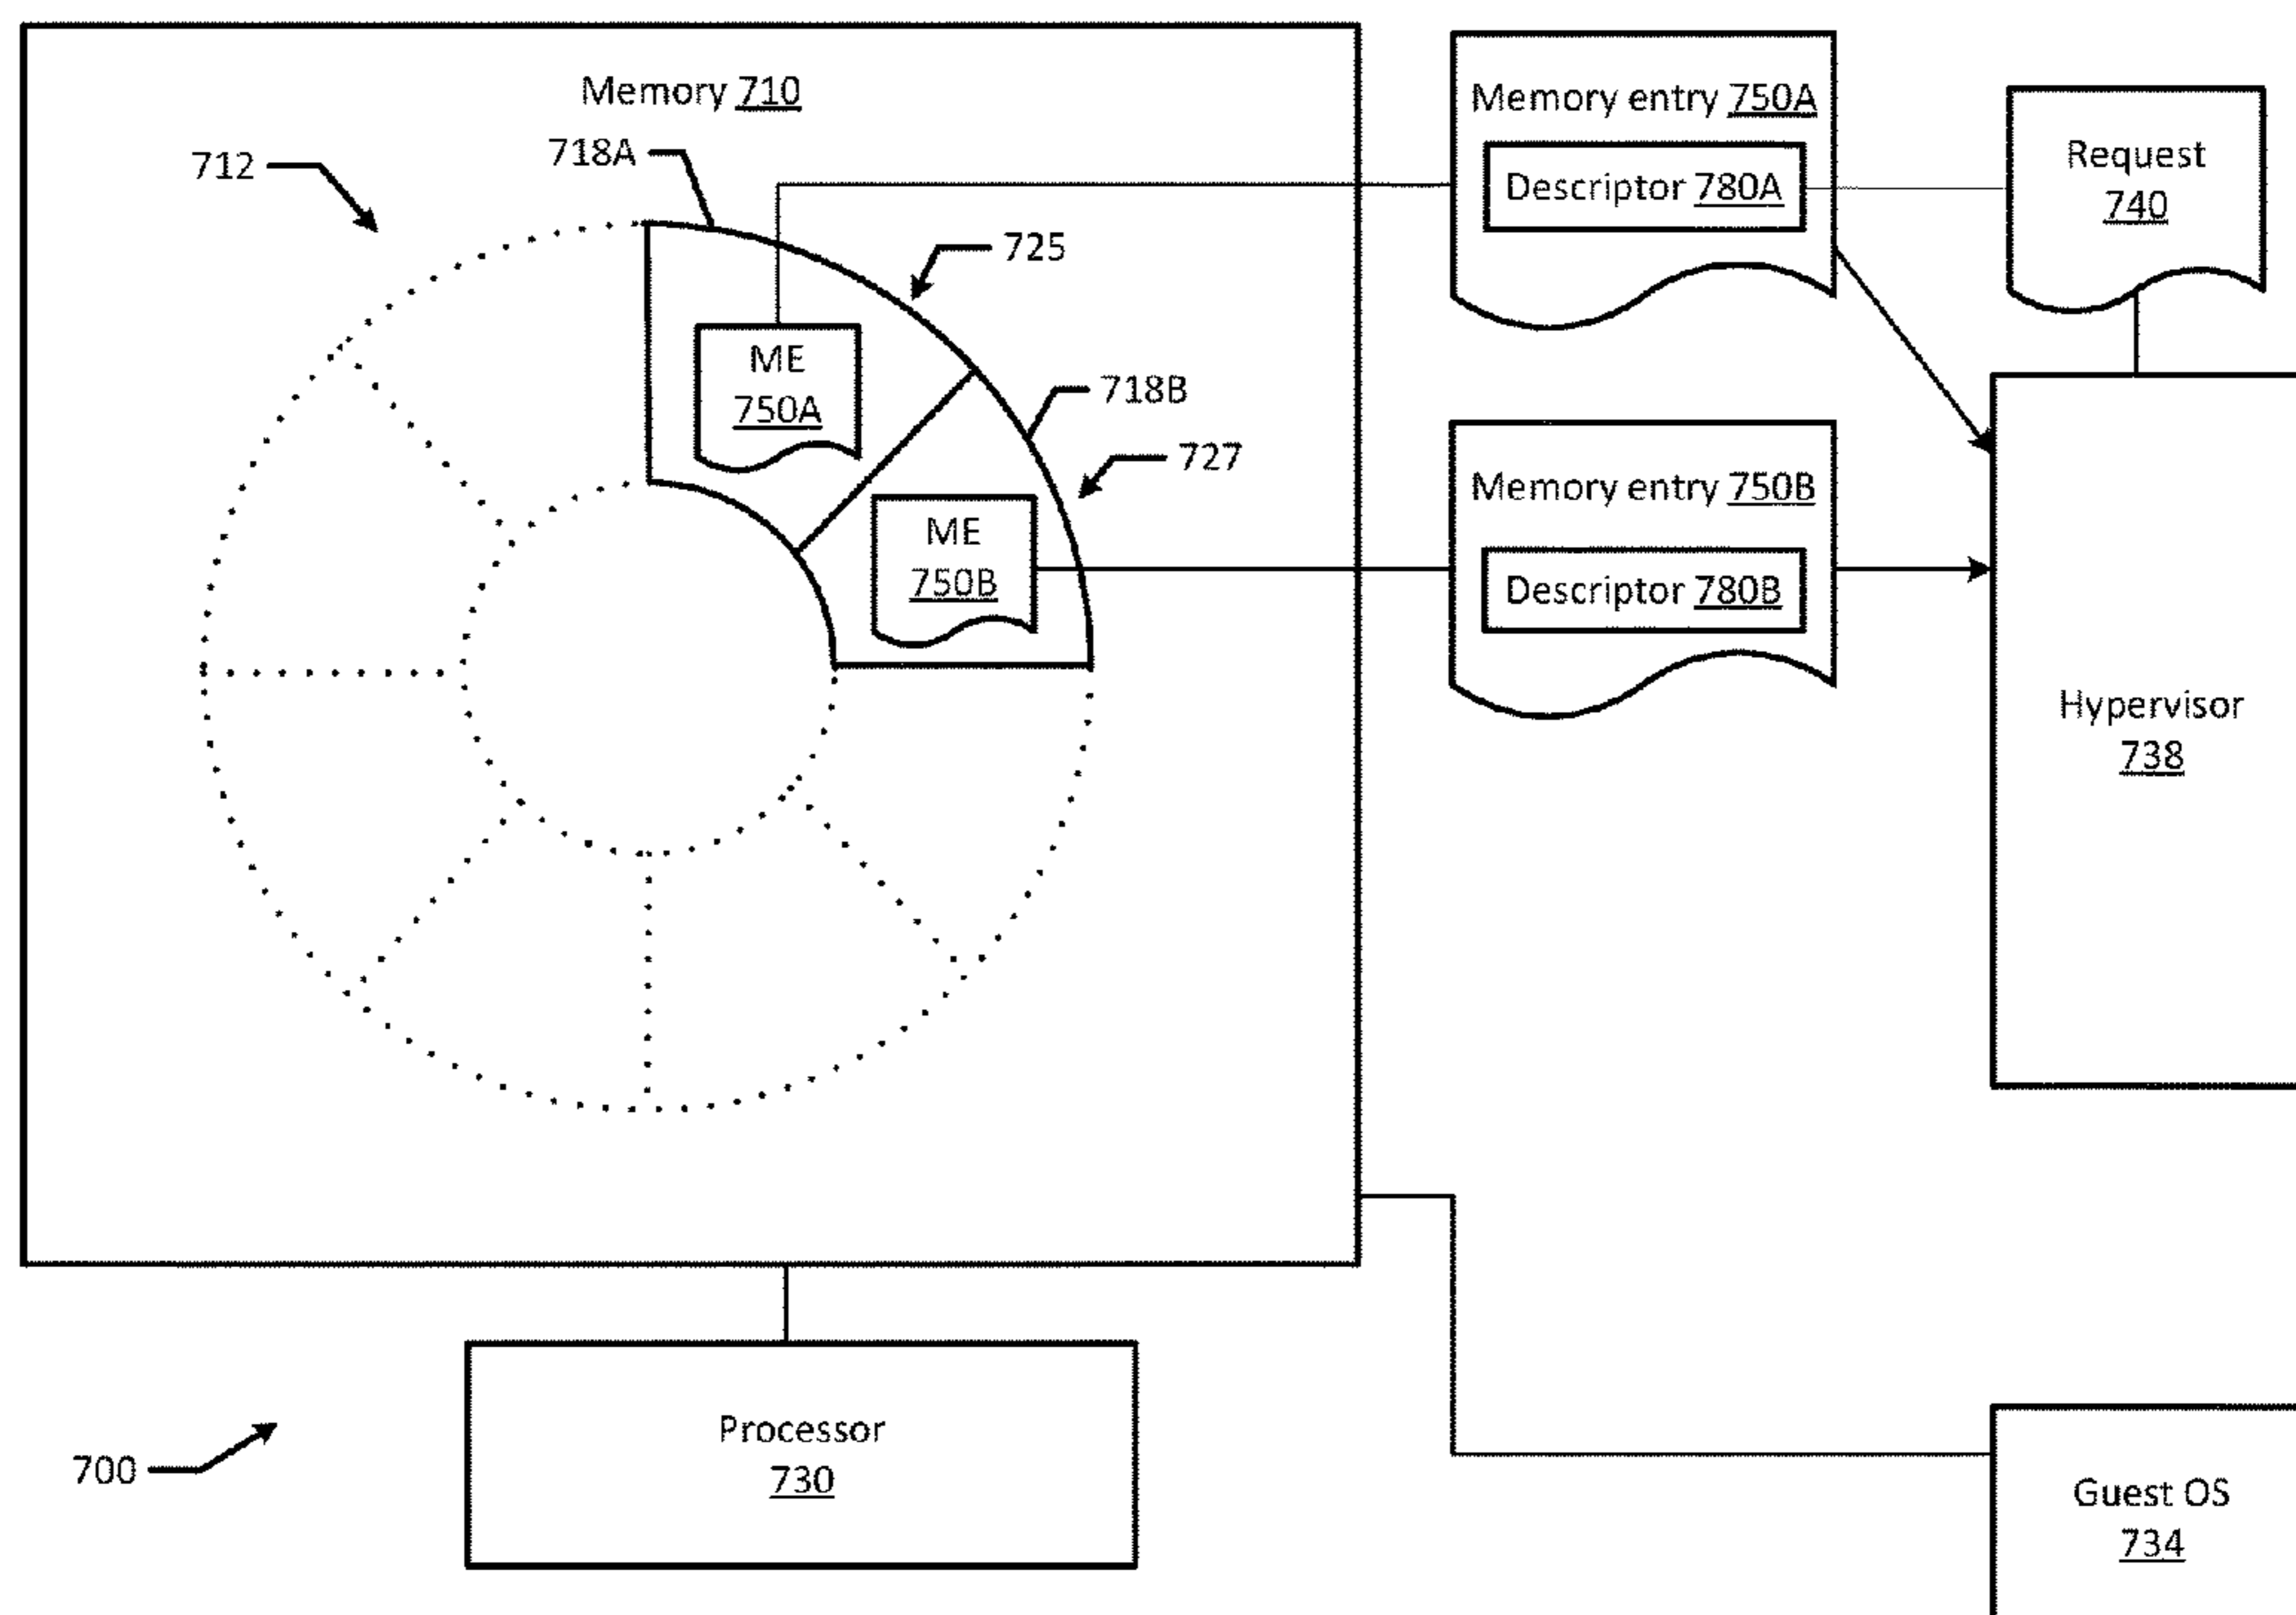 Memory 710
712
718A
725
ME
750A
718B
727
ME
750B
Memory entry 750A
Descriptor 780A
Request
740
Memory entry 750B
Descriptor 780B
Hypervisor
738
Processor
730
700
Guest OS
734